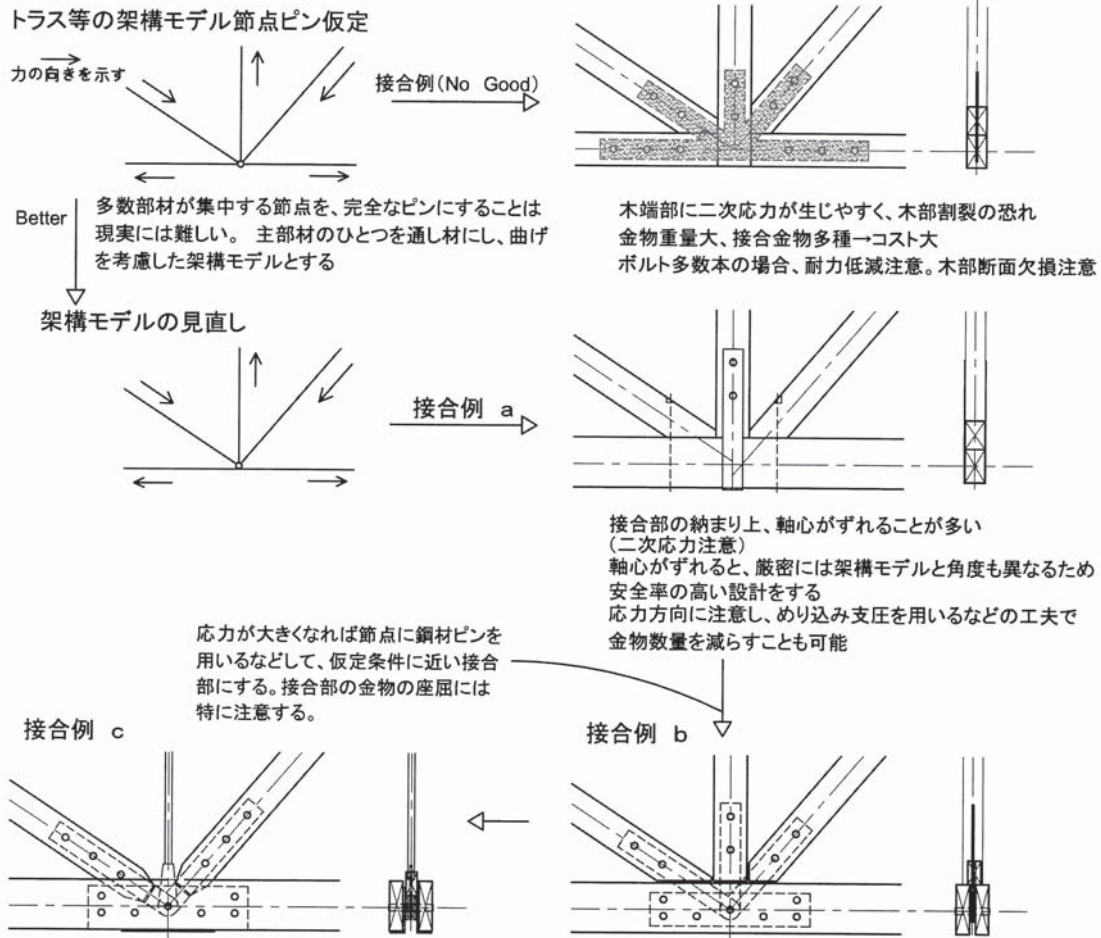 トラス等の架構モデル節点ピン仮定
力の向きを示す
接合例(No Good)
Better
多数部材が集中する節点を、完全なピンにすることは
現実には難しい。 主部材のひとつを通し材にし、曲げ
を考慮した架構モデルとする
木端部に二次応力が生じやすく、木部割裂の恐れ
金物重量大、接合金物多種→コスト大
ボルト多数本の場合、耐力低減注意。木部断面欠損注意
架構モデルの見直し
接合例 a
接合部の納まり上、軸心がずれることが多い
(二次応力注意)
軸心がずれると、厳密には架構モデルと角度も異なるため
安全率の高い設計をする
応力方向に注意し、めり込み支圧を用いるなどの工夫で
金物数量を減らすことも可能
応力が大きくなれば節点に鋼材ピンを
用いるなどして、仮定条件に近い接合
部にする。接合部の金物の座屈には
特に注意する。
接合例 c
接合例 b